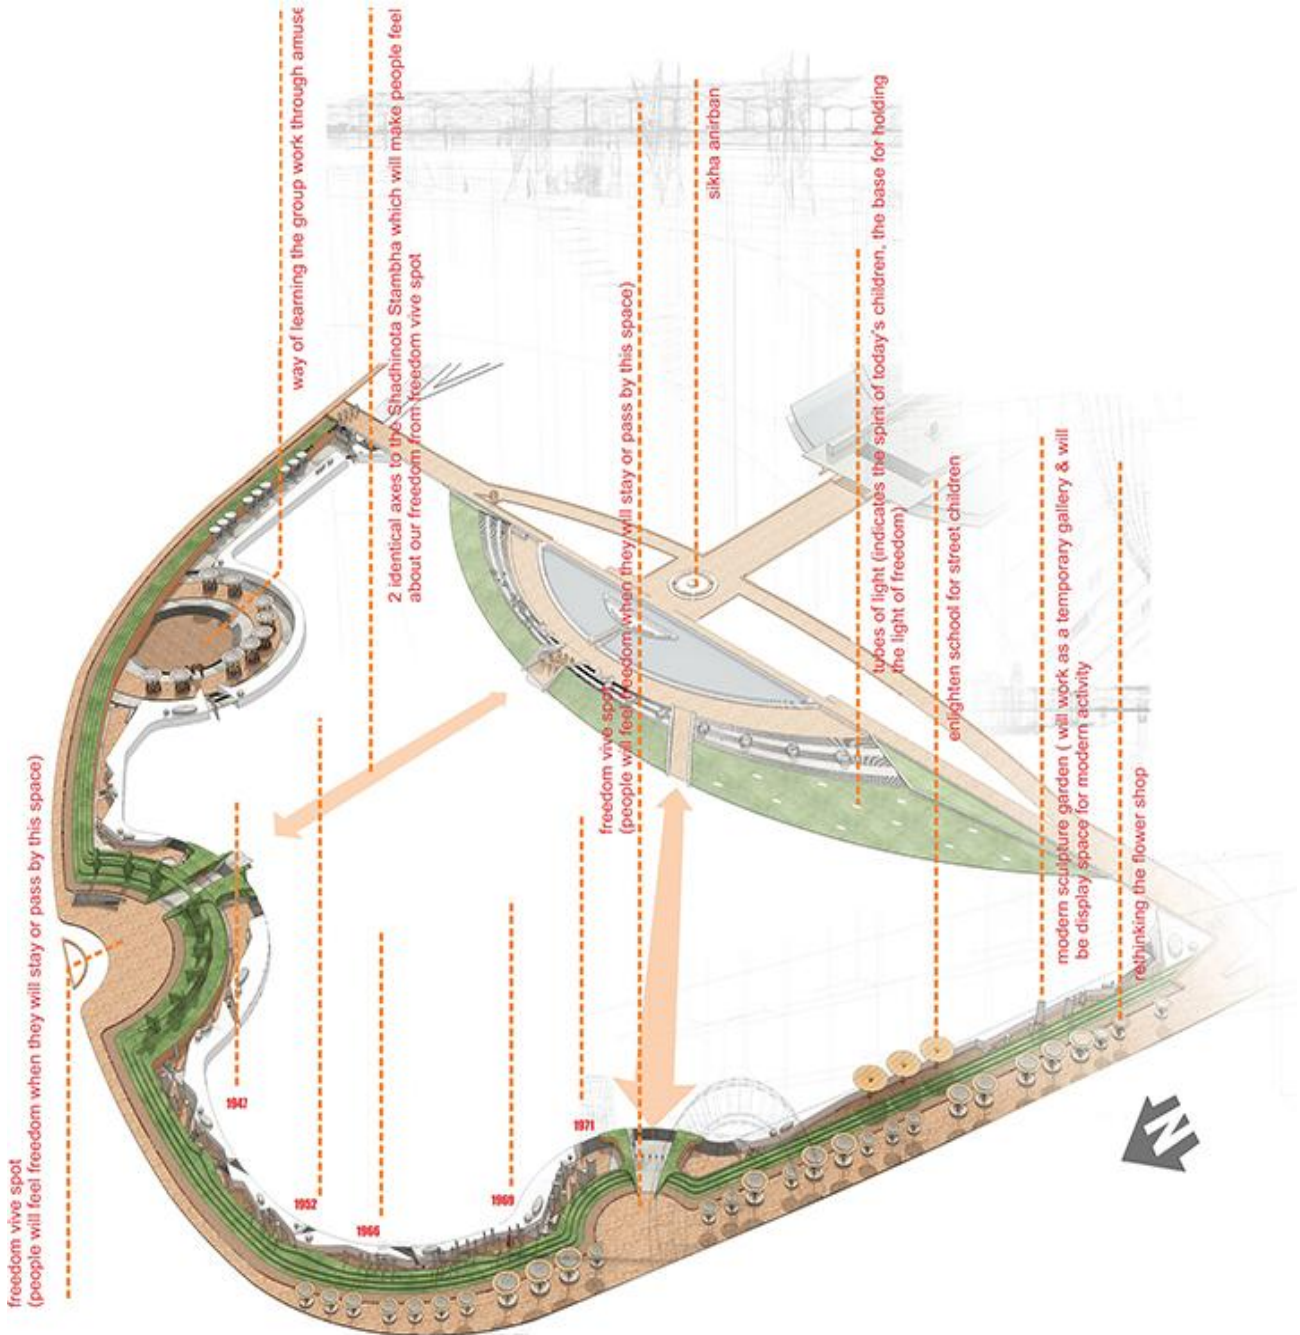 freedom vive spot
(people will feel freedom when they will stay or pass by this space)
way of learning the group work through amuse
2 identical axes to the Shadhinota Stambha which will make people feel
about our freedom from freedom vive spot
freedom vive spot
(people will feel freedom when they will stay or pass by this space)
sikha anirban
tubes of light (indicates the spirit of today's children, the base for holding
the light of freedom)
enlighten school for street children
modern sculpture garden ( will work as a temporary gallery & will
be display space for modern activity
rethinking the flower shop
1947
1952
1966
1969
1971
N